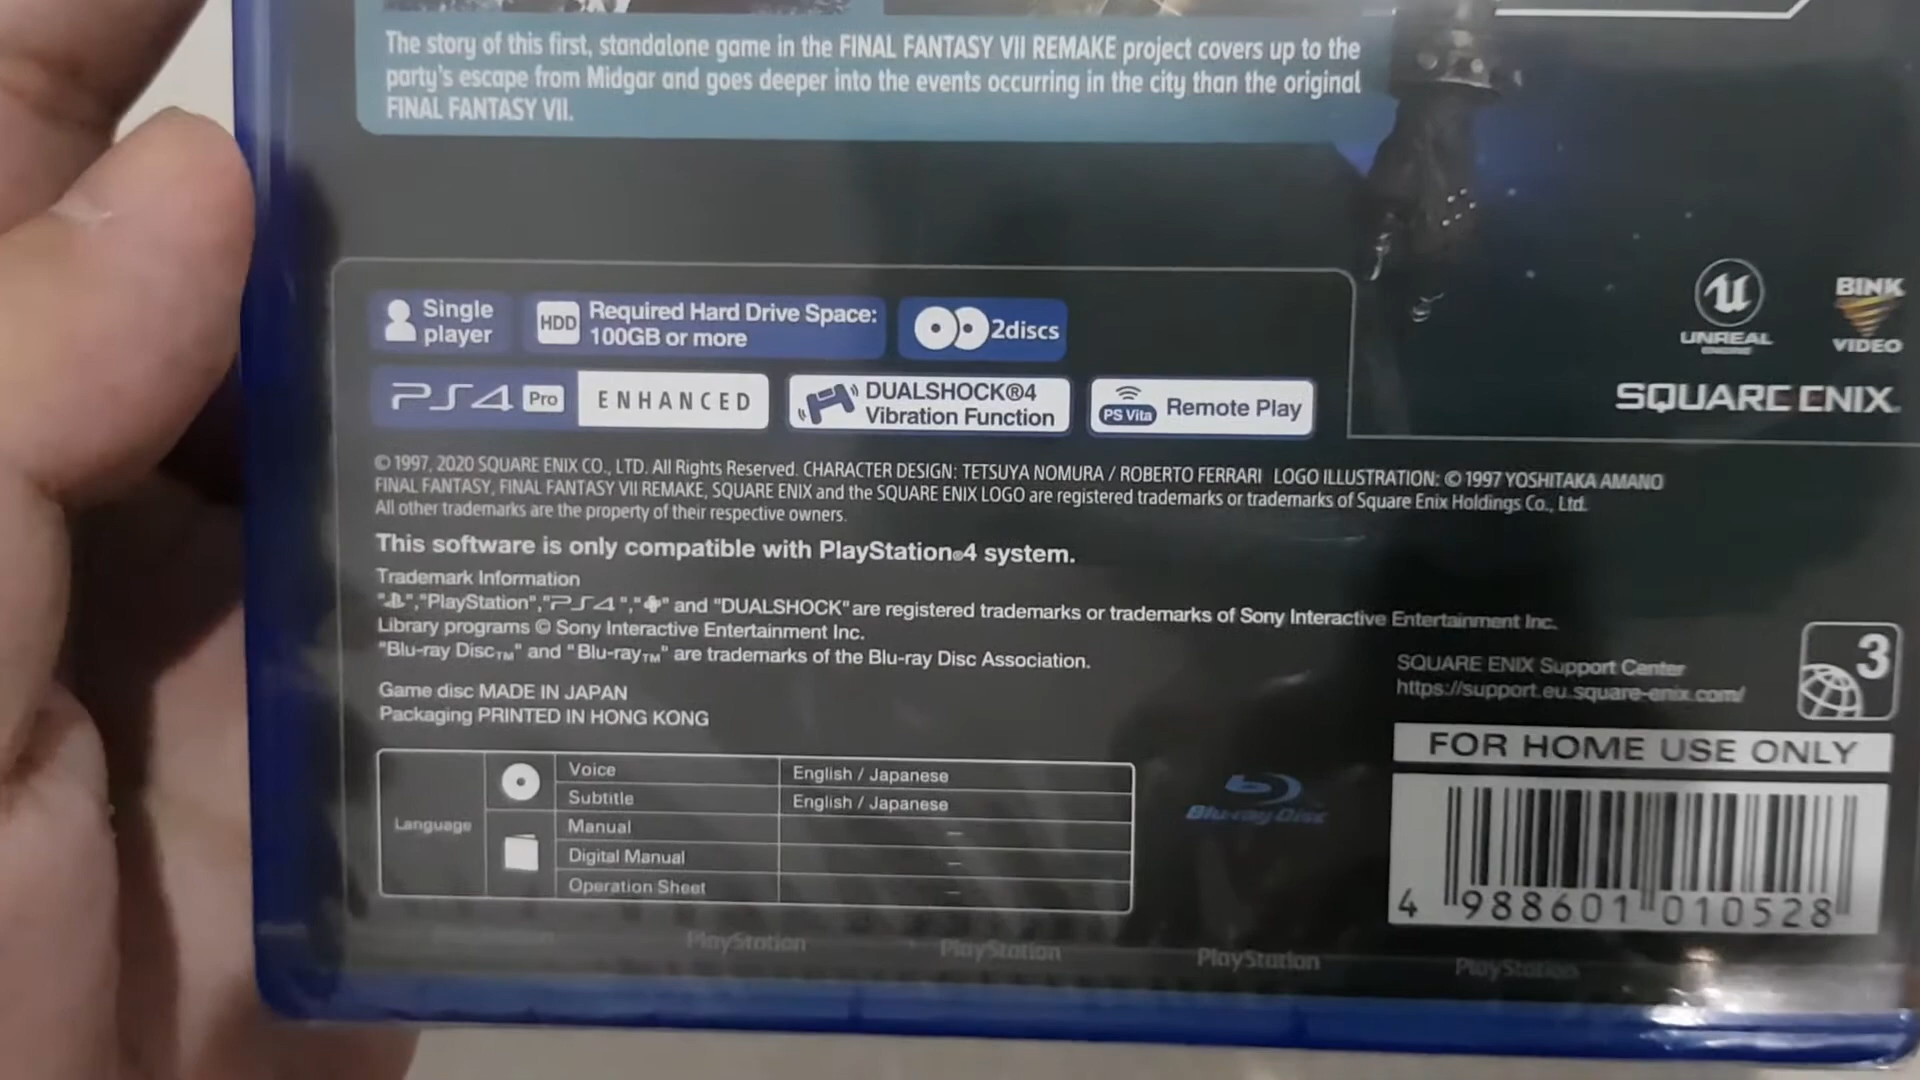 The story of this first, standalone game in the FINAL FANTASY VII REMAKE project covers up to the
party's escape from Midgar and goes deeper into the events occurring in the city than the original
FINAL FANTASY VII.
Single
player
HDD
Required Hard Drive Space:
100GB or more
2discs
PS4 Pro ENHANCED
DUALSHOCK®4
Vibration Function
PS Vita Remote Play
UNREAL
ENGINE
BINK
VIDEO
SQUARE ENIX
© 1997, 2020 SQUARE ENIX CO., LTD. All Rights Reserved. CHARACTER DESIGN: TETSUYA NOMURA / ROBERTO FERRARI LOGO ILLUSTRATION: © 1997 YOSHITAKA AMANO
FINAL FANTASY, FINAL FANTASY VII REMAKE, SQUARE ENIX and the SQUARE ENIX LOGO are registered trademarks or trademarks of Square Enix Holdings Co., Ltd.
All other trademarks are the property of their respective owners.
This software is only compatible with PlayStation®4 system.
Trademark Information
"","PlayStation","PS4","" and "DUALSHOCK" are registered trademarks or trademarks of Sony Interactive Entertainment Inc.
Library programs © Sony Interactive Entertainment Inc.
"Blu-ray Disc™" and "Blu-ray™" are trademarks of the Blu-ray Disc Association.
Game disc MADE IN JAPAN
Packaging PRINTED IN HONG KONG
SQUARE ENIX Support Center
https://support.eu.square-enix.com/
3
FOR HOME USE ONLY
4 988601 010528
Language
Voice English / Japanese
Subtitle English / Japanese
Manual –
Digital Manual –
Operation Sheet –
Blu-ray Disc
PlayStation PlayStation PlayStation PlayStation